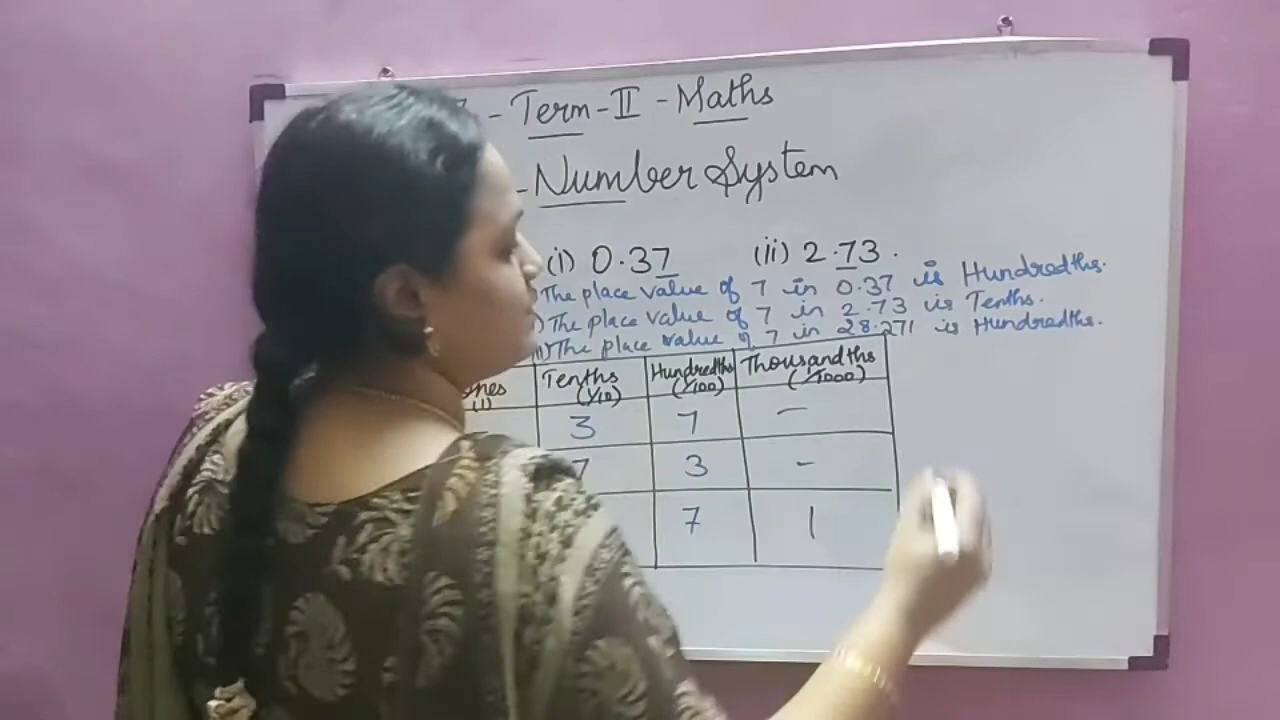 - Term-II - Maths
- Number System
(i) 0.37 (ii) 2.73.
The place value of 7 in 0.37 is Hundredths.
) The place value of 7 in 2.73 is Tenths.
) The place value of 7 in 28.271 is Hundredths.
Tenths Hundredths Thousandths
(1) (1/10) (1/100) (1/1000)
3 7 -
7 3 -
7 1